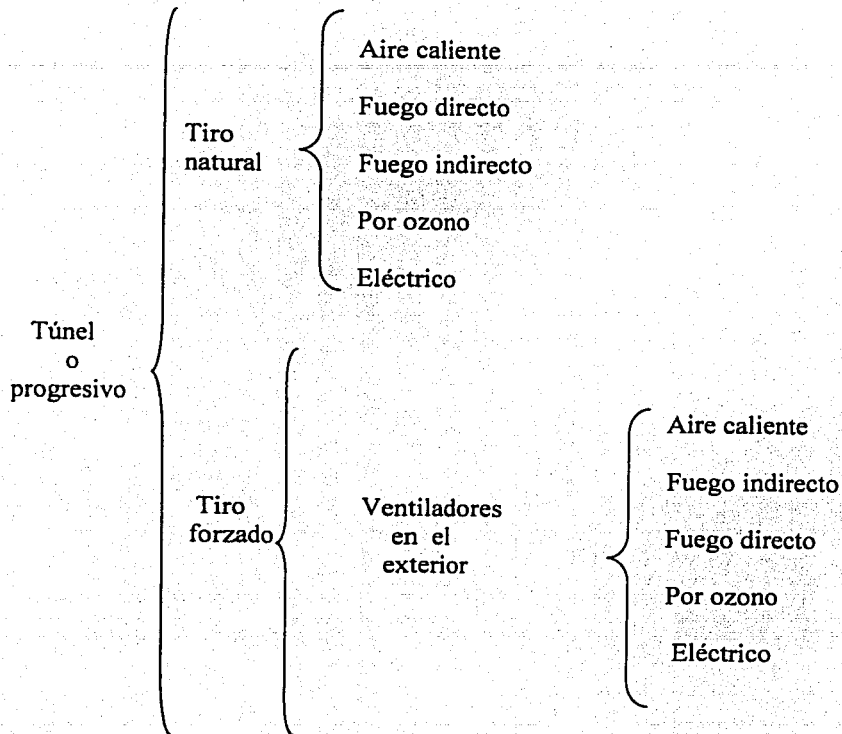 Túnel
o
progresivo
Tiro
natural
Aire caliente
Fuego directo
Fuego indirecto
Por ozono
Eléctrico
Tiro
forzado
Ventiladores
en el
exterior
Aire caliente
Fuego indirecto
Fuego directo
Por ozono
Eléctrico